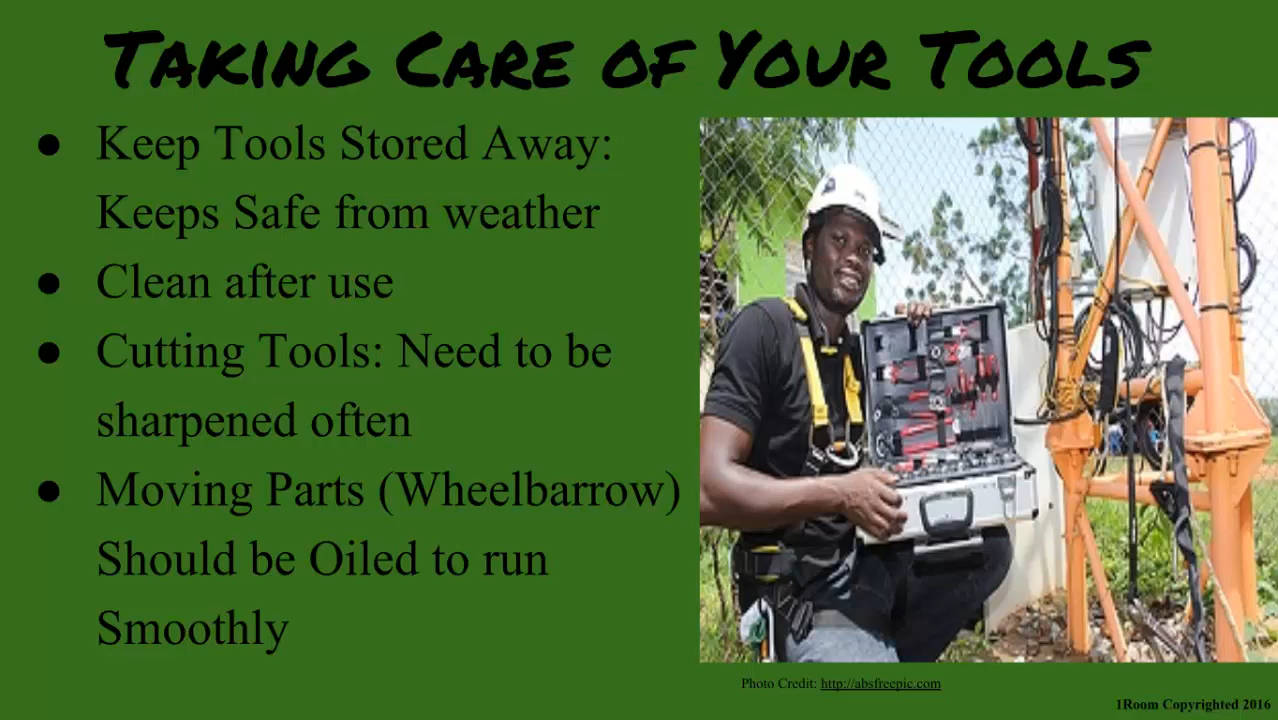 Taking Care of Your Tools
● Keep Tools Stored Away:
Keeps Safe from weather
● Clean after use
● Cutting Tools: Need to be
sharpened often
● Moving Parts (Wheelbarrow)
Should be Oiled to run
Smoothly
Photo Credit: http://absfreepic.com
1Room Copyrighted 2016